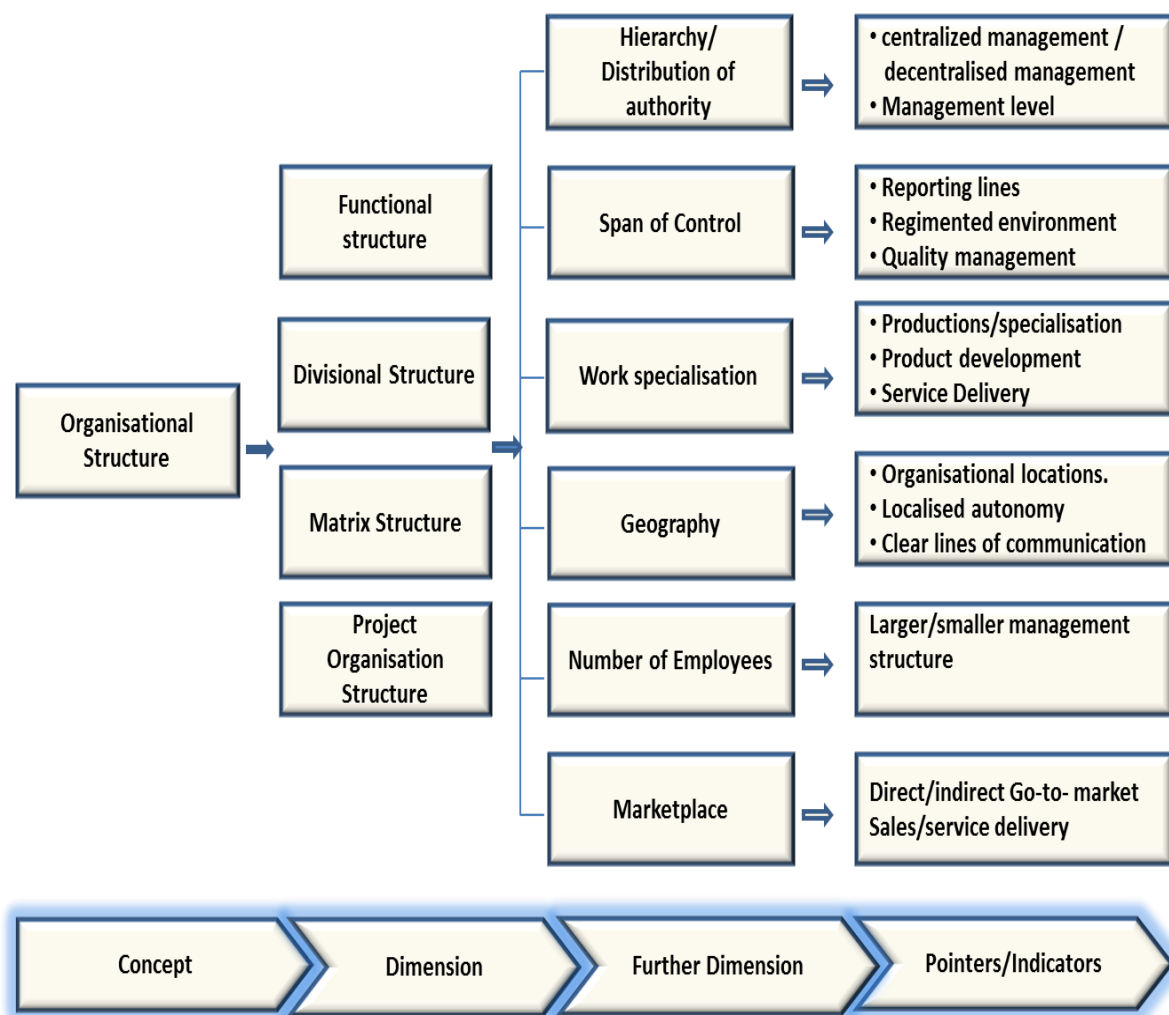 Organisational
Structure
Functional
structure
Divisional Structure
Matrix Structure
Project
Organisation
Structure
Hierarchy/
Distribution of
authority
Span of Control
Work specialisation
Geography
Number of Employees
Marketplace
• centralized management /
decentralised management
• Management level
• Reporting lines
• Regimented environment
• Quality management
• Productions/specialisation
• Product development
• Service Delivery
• Organisational locations.
• Localised autonomy
• Clear lines of communication
Larger/smaller management
structure
Direct/indirect Go-to- market
Sales/service delivery
Concept
Dimension
Further Dimension
Pointers/Indicators